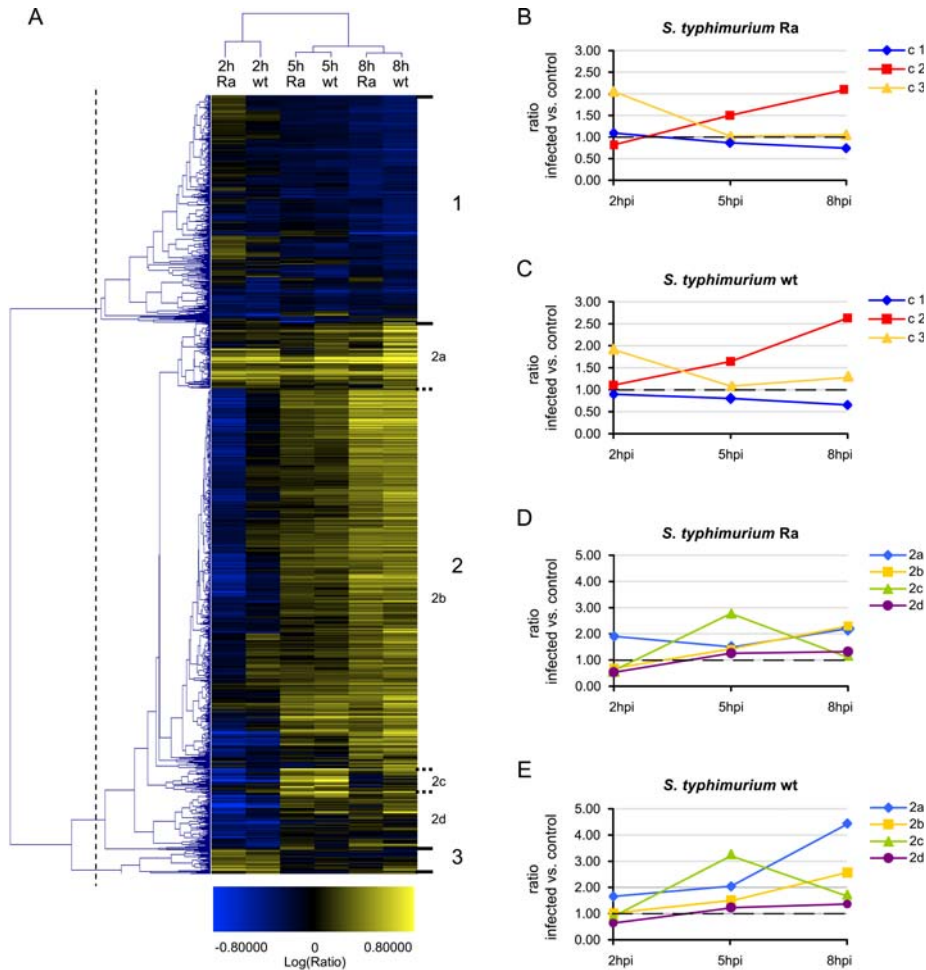 A
2h
Ra
2h
wt
5h
Ra
5h
wt
8h
Ra
8h
wt
1
2a
2
2b
2c
2d
3
-0.80000
0
0.80000
Log(Ratio)
B
S. typhimurium Ra
ratio
infected vs. control
3.00
2.50
2.00
1.50
1.00
0.50
0.00
2hpi
5hpi
8hpi
c 1
c 2
c 3
C
S. typhimurium wt
ratio
infected vs. control
3.00
2.50
2.00
1.50
1.00
0.50
0.00
2hpi
5hpi
8hpi
c 1
c 2
c 3
D
S. typhimurium Ra
ratio
infected vs. control
5.00
4.00
3.00
2.00
1.00
0.00
2hpi
5hpi
8hpi
2a
2b
2c
2d
E
S. typhimurium wt
ratio
infected vs. control
5.00
4.00
3.00
2.00
1.00
0.00
2hpi
5hpi
8hpi
2a
2b
2c
2d